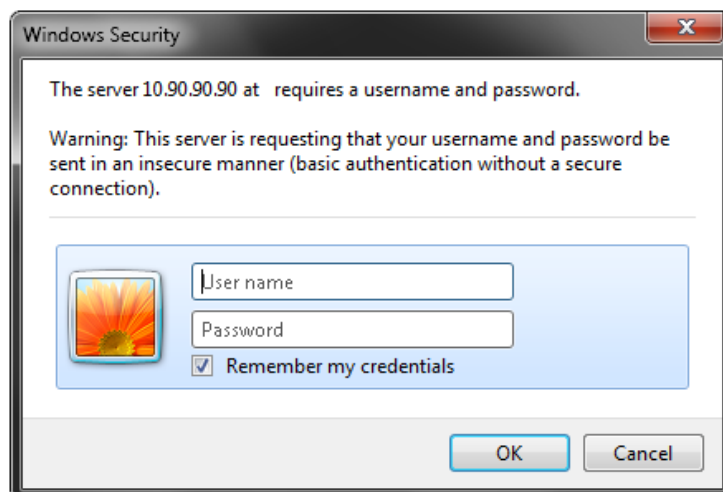 Windows Security
The server 10.90.90.90 at   requires a username and password.
Warning: This server is requesting that your username and password be
sent in an insecure manner (basic authentication without a secure
connection).
User name
Password
Remember my credentials
OK
Cancel